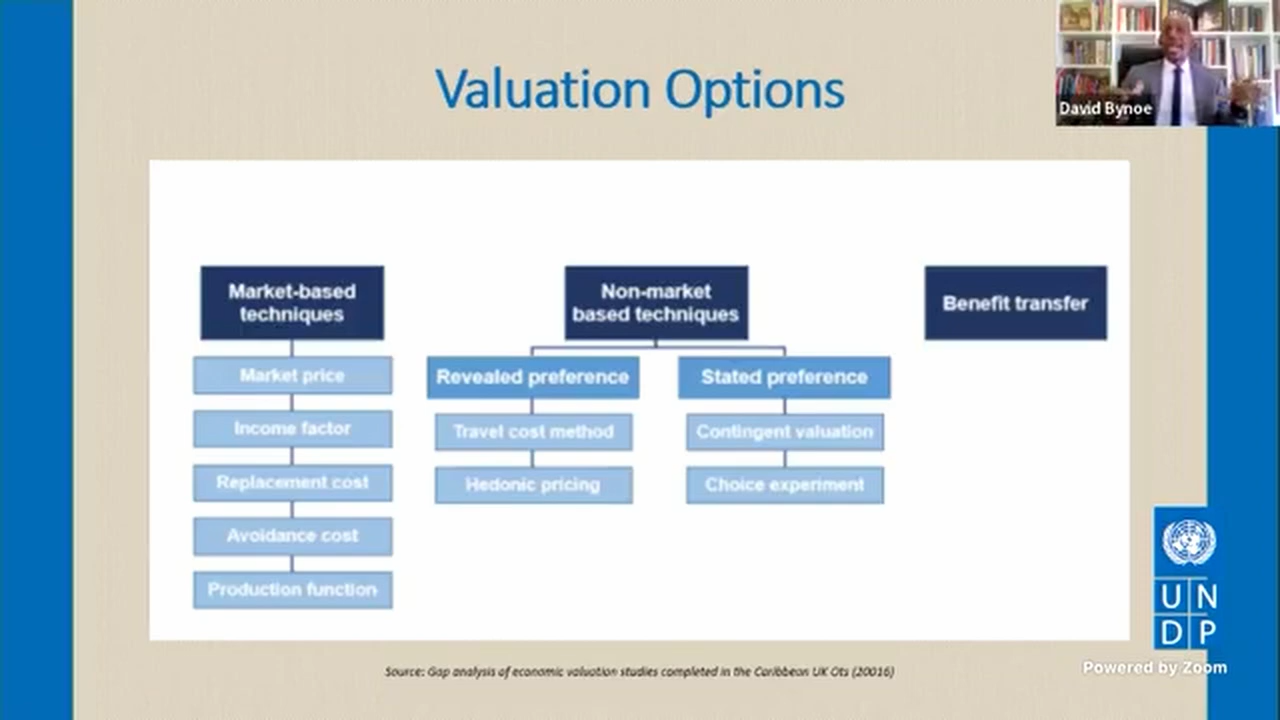 Valuation Options
David Bynoe
Market-based
techniques
Market price
Income factor
Replacement cost
Avoidance cost
Production function
Non-market
based techniques
Revealed preference
Travel cost method
Hedonic pricing
Stated preference
Contingent valuation
Choice experiment
Benefit transfer
Source: Gap analysis of economic valuation studies completed in the Caribbean UK Ots (20016)
U N
D P
Powered by Zoom